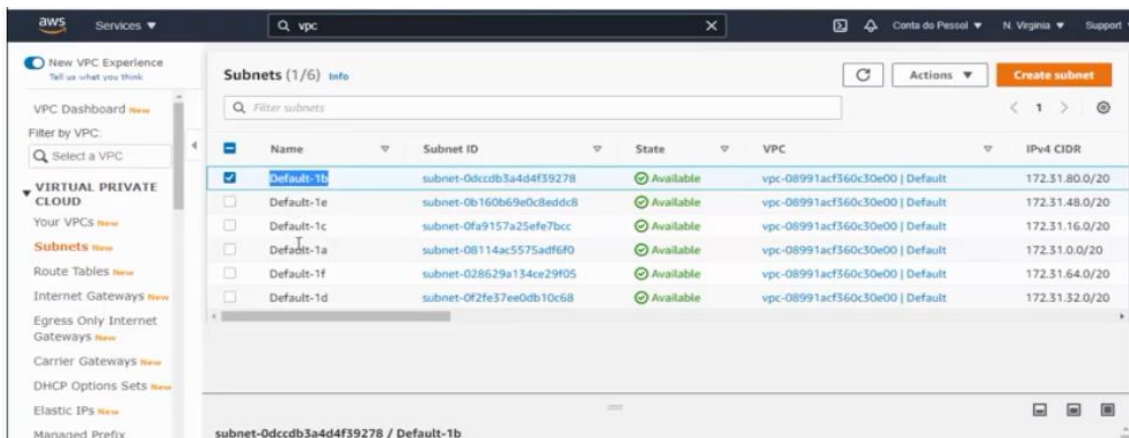 aws Services ▼ vpc Conta do Pessol ▼ N. Virginia ▼ Support
New VPC Experience
Tell us what you think
VPC Dashboard New
Filter by VPC:
Select a VPC
VIRTUAL PRIVATE
CLOUD
Your VPCs New
Subnets New
Route Tables New
Internet Gateways New
Egress Only Internet
Gateways New
Carrier Gateways New
DHCP Options Sets New
Elastic IPs New
Managed Prefix
Subnets (1/6) Info Actions ▼ Create subnet
Filter subnets < 1 >
Name Subnet ID State VPC IPv4 CIDR
Default-1b subnet-0dccdb3a4d4f39278 Available vpc-08991acf360c30e00 | Default 172.31.80.0/20
Default-1e subnet-0b160b69e0c8eddc8 Available vpc-08991acf360c30e00 | Default 172.31.48.0/20
Default-1c subnet-0fa9157a25efe7bcc Available vpc-08991acf360c30e00 | Default 172.31.16.0/20
Default-1a subnet-08114ac5575adf6f0 Available vpc-08991acf360c30e00 | Default 172.31.0.0/20
Default-1f subnet-028629a134ce29f05 Available vpc-08991acf360c30e00 | Default 172.31.64.0/20
Default-1d subnet-0f2fe37ee0db10c68 Available vpc-08991acf360c30e00 | Default 172.31.32.0/20
subnet-0dccdb3a4d4f39278 / Default-1b